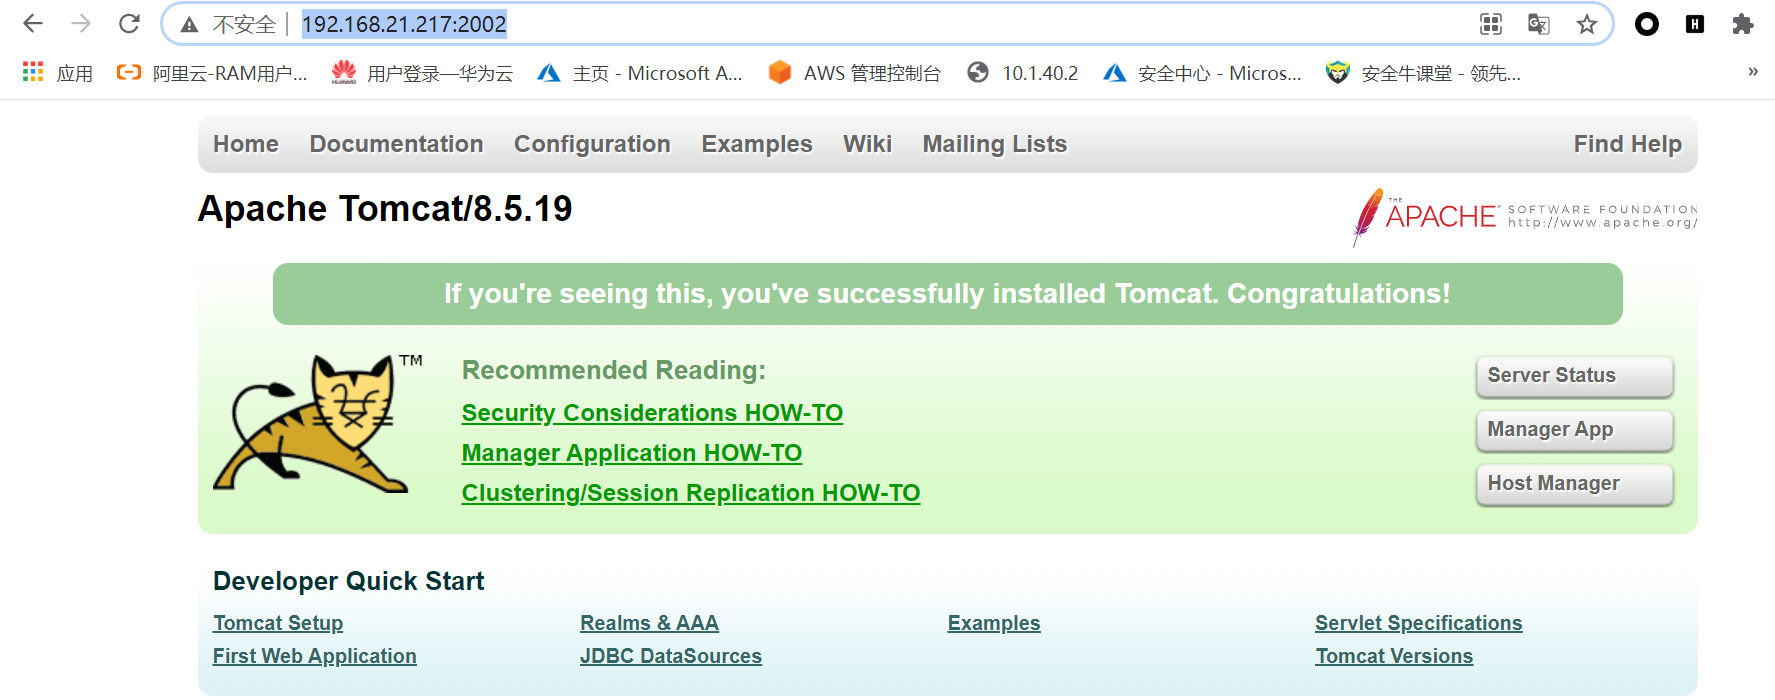 不安全 192.168.21.217:2002
应用 阿里云-RAM用户... HUAWEI 用户登录—华为云 主页 - Microsoft A... AWS 管理控制台 10.1.40.2 安全中心 - Micros... 安全牛课堂 - 领先... »
Home Documentation Configuration Examples Wiki Mailing Lists Find Help
Apache Tomcat/8.5.19
THE APACHE SOFTWARE FOUNDATION
http://www.apache.org/
If you're seeing this, you've successfully installed Tomcat. Congratulations!
TM
Recommended Reading:
Security Considerations HOW-TO
Manager Application HOW-TO
Clustering/Session Replication HOW-TO
Server Status
Manager App
Host Manager
Developer Quick Start
Tomcat Setup
First Web Application
Realms & AAA
JDBC DataSources
Examples
Servlet Specifications
Tomcat Versions